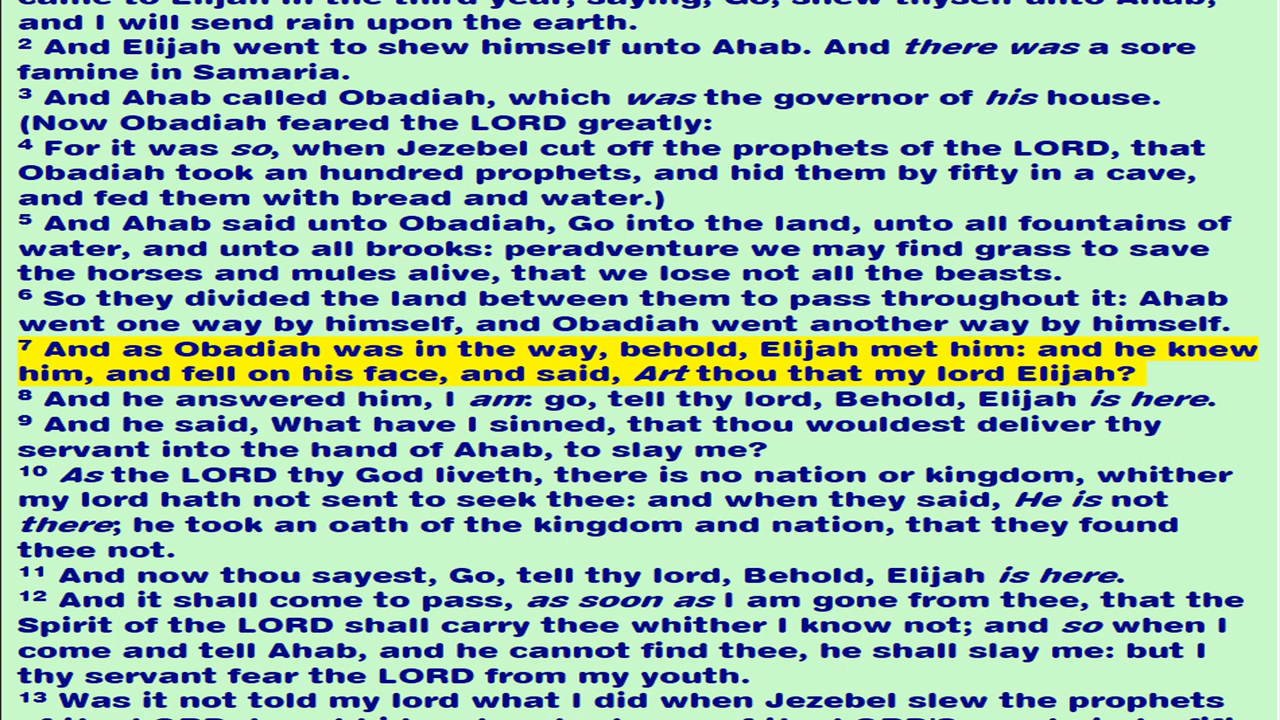 came to Elijah in the third year, saying, Go, shew thyself unto Ahab;
and I will send rain upon the earth.
2 And Elijah went to shew himself unto Ahab. And there was a sore
famine in Samaria.
3 And Ahab called Obadiah, which was the governor of his house.
(Now Obadiah feared the LORD greatly:
4 For it was so, when Jezebel cut off the prophets of the LORD, that
Obadiah took an hundred prophets, and hid them by fifty in a cave,
and fed them with bread and water.)
5 And Ahab said unto Obadiah, Go into the land, unto all fountains of
water, and unto all brooks: peradventure we may find grass to save
the horses and mules alive, that we lose not all the beasts.
6 So they divided the land between them to pass throughout it: Ahab
went one way by himself, and Obadiah went another way by himself.
7 And as Obadiah was in the way, behold, Elijah met him: and he knew
him, and fell on his face, and said, Art thou that my lord Elijah?
8 And he answered him, I am: go, tell thy lord, Behold, Elijah is here.
9 And he said, What have I sinned, that thou wouldest deliver thy
servant into the hand of Ahab, to slay me?
10 As the LORD thy God liveth, there is no nation or kingdom, whither
my lord hath not sent to seek thee: and when they said, He is not
there; he took an oath of the kingdom and nation, that they found
thee not.
11 And now thou sayest, Go, tell thy lord, Behold, Elijah is here.
12 And it shall come to pass, as soon as I am gone from thee, that the
Spirit of the LORD shall carry thee whither I know not; and so when I
come and tell Ahab, and he cannot find thee, he shall slay me: but I
thy servant fear the LORD from my youth.
13 Was it not told my lord what I did when Jezebel slew the prophets